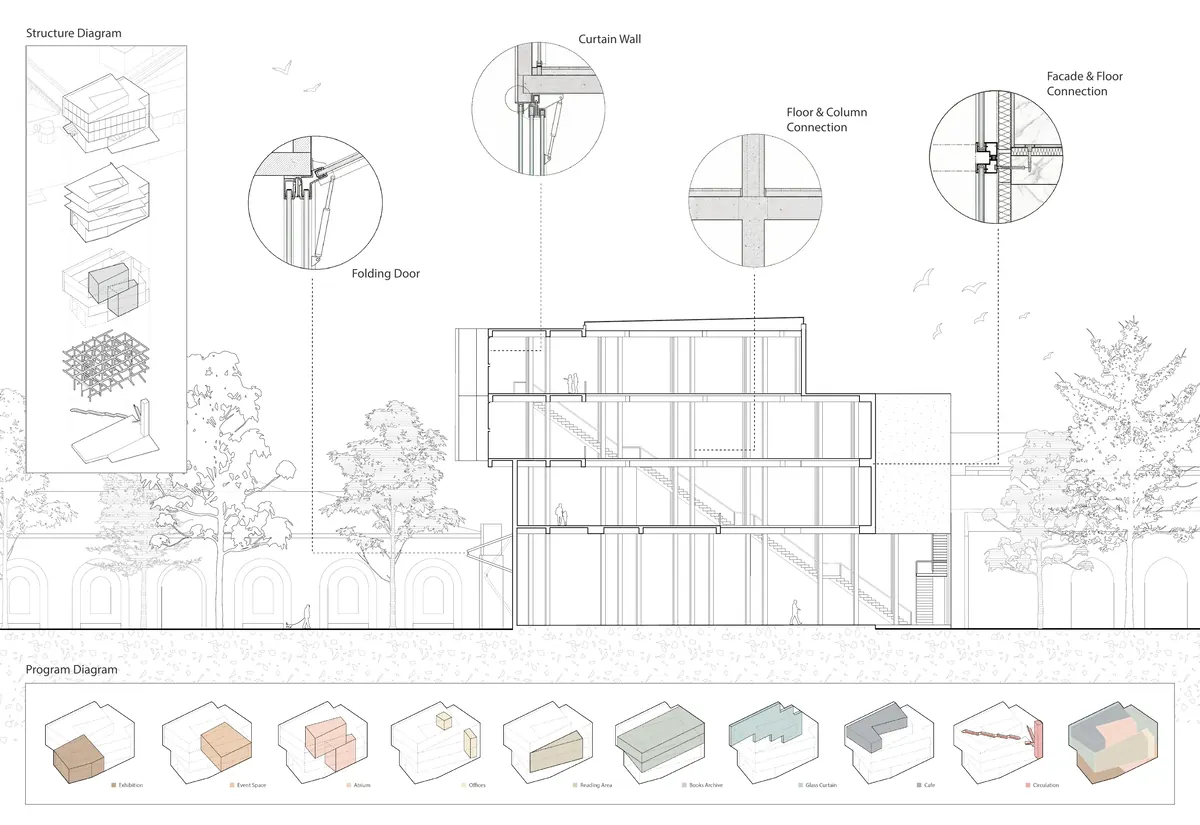 Structure Diagram
Curtain Wall
Facade & Floor
Connection
Floor & Column
Connection
Folding Door
Program Diagram
Exhibition
Event Space
Atrium
Offices
Reading Area
Books Archive
Glass Curtain
Cafe
Circulation